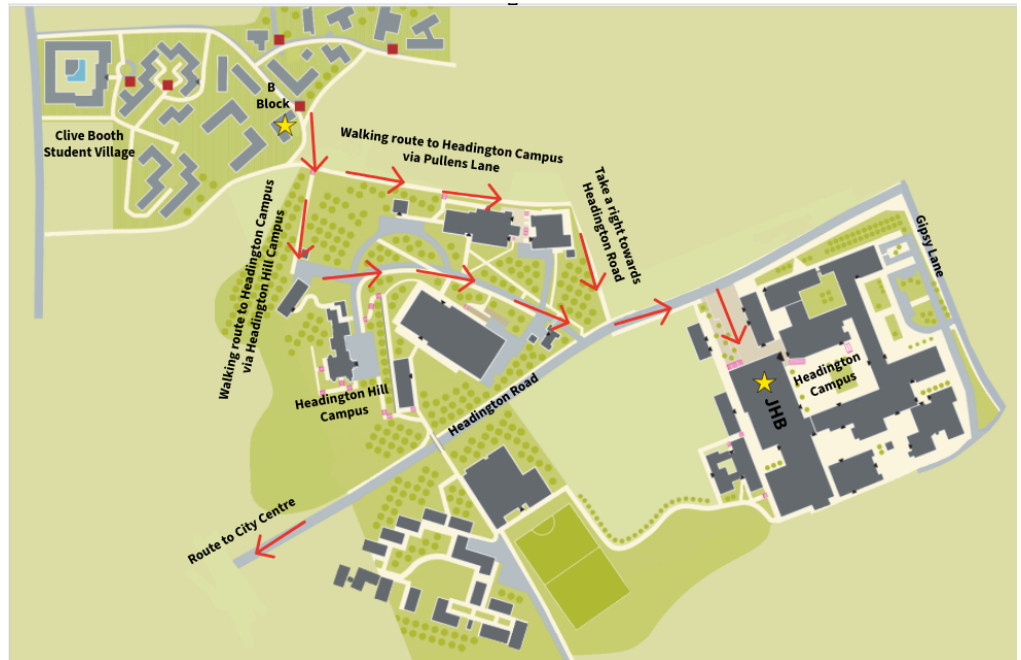 B
Block
Clive Booth
Student Village
Walking route to Headington Campus
via Pullens Lane
Take a right towards
Headington Road
Walking route to Headington Campus
via Headington Hill Campus
Gipsy Lane
Headington
Campus
JHB
Headington Hill
Campus
Headington Road
Route to City Centre